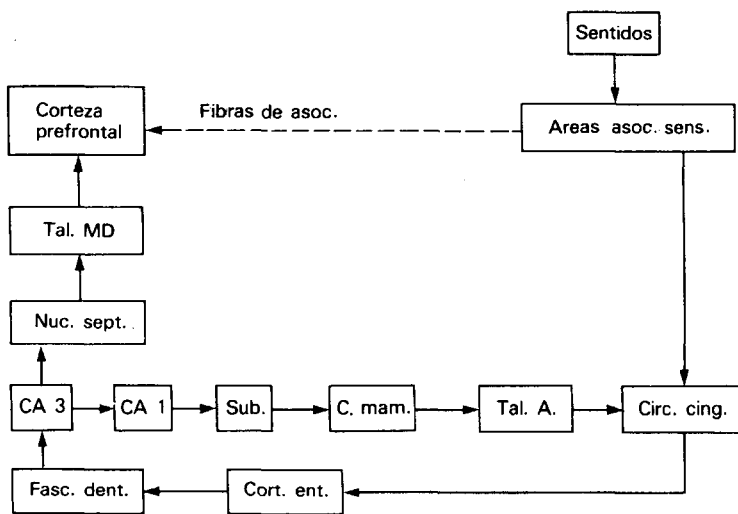 Sentidos
Corteza
prefrontal
Fibras de asoc.
Areas asoc. sens.
Tal. MD
Nuc. sept.
CA 3
CA 1
Sub.
C. mam.
Tal. A.
Circ. cing.
Fasc. dent.
Cort. ent.